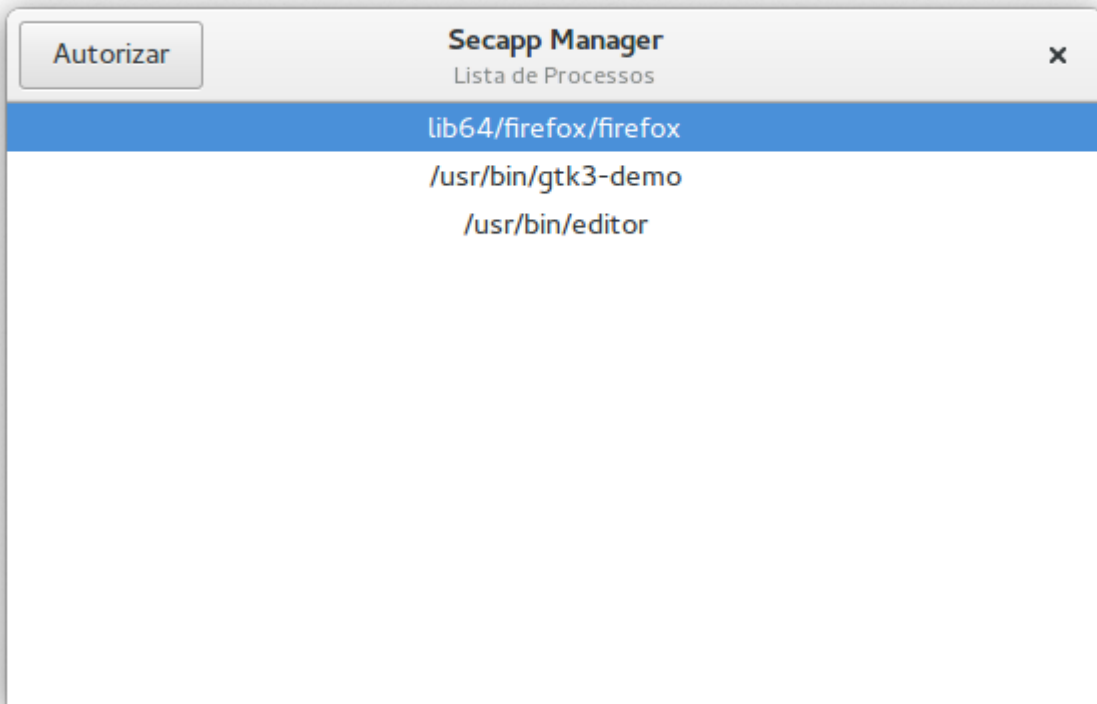 Autorizar
Secapp Manager
Lista de Processos
lib64/firefox/firefox
/usr/bin/gtk3-demo
/usr/bin/editor